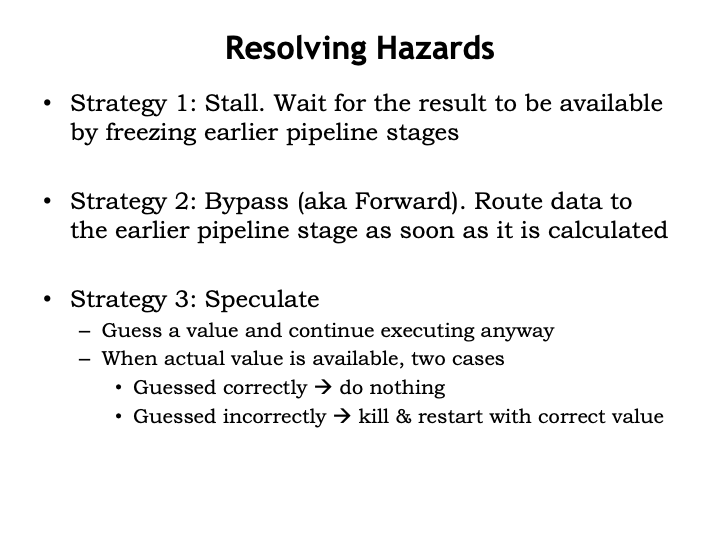 Resolving Hazards
• Strategy 1: Stall. Wait for the result to be available
by freezing earlier pipeline stages
• Strategy 2: Bypass (aka Forward). Route data to
the earlier pipeline stage as soon as it is calculated
• Strategy 3: Speculate
– Guess a value and continue executing anyway
– When actual value is available, two cases
• Guessed correctly → do nothing
• Guessed incorrectly → kill & restart with correct value